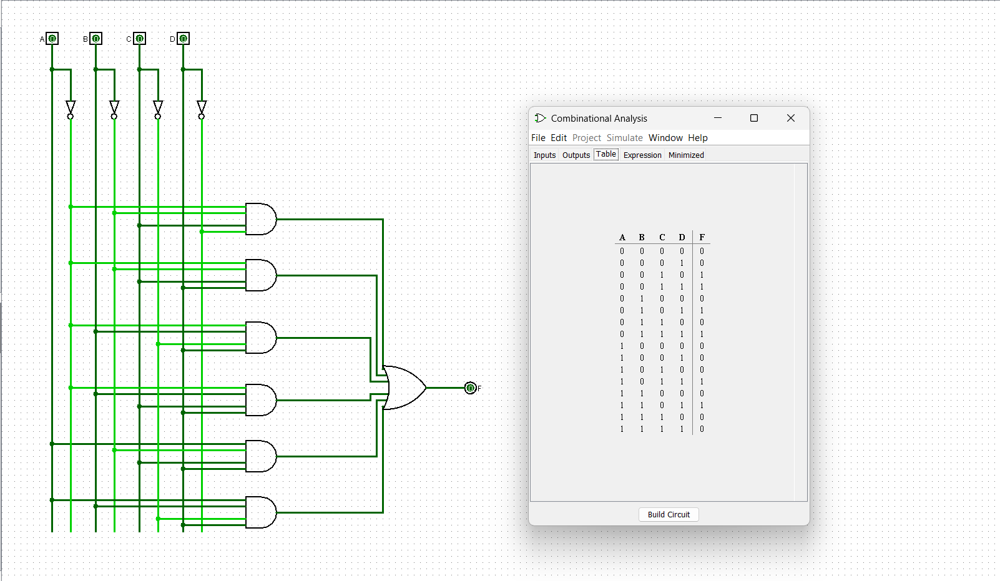 A 0 B 0 C 0 D 0
Combinational Analysis
File Edit Project Simulate Window Help
Inputs Outputs Table Expression Minimized
A B C D F
0 0 0 0 0
0 0 0 1 0
0 0 1 0 1
0 0 1 1 1
0 1 0 0 0
0 1 0 1 1
0 1 1 0 0
0 1 1 1 1
1 0 0 0 0
1 0 0 1 0
1 0 1 0 0
1 0 1 1 1
1 1 0 0 0
1 1 0 1 1
1 1 1 0 0
1 1 1 1 0
0 F
Build Circuit